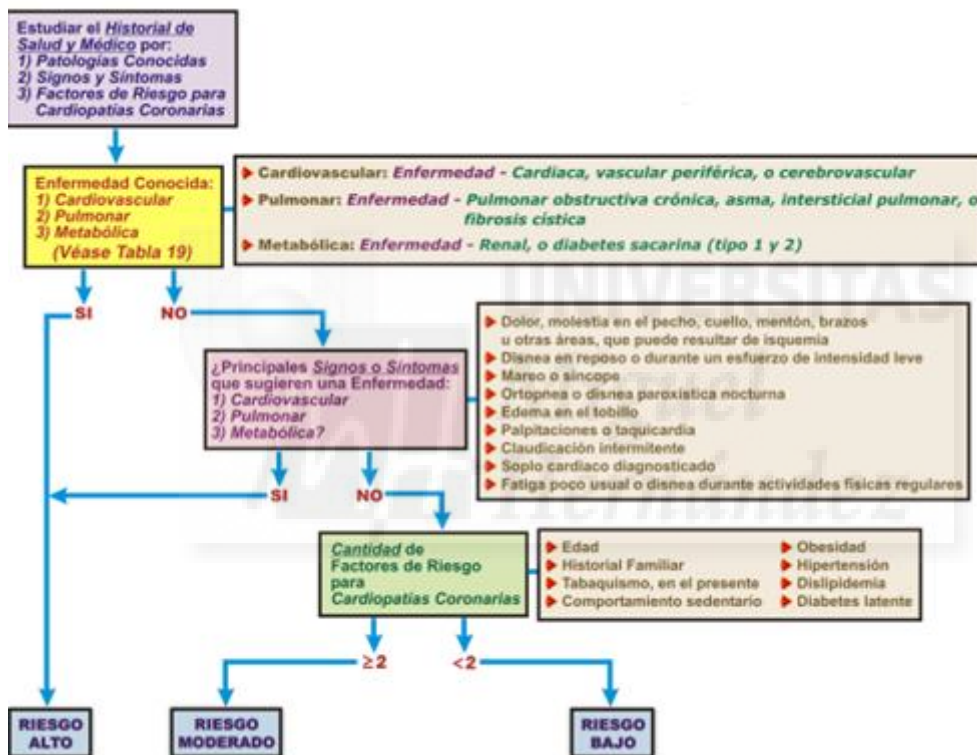 Estudiar el Historial de
Salud y Médico por:
1) Patologías Conocidas
2) Signos y Síntomas
3) Factores de Riesgo para
Cardiopatías Coronarias
Enfermedad Conocida:
1) Cardiovascular
2) Pulmonar
3) Metabólica
(Véase Tabla 19)
Cardiovascular: Enfermedad - Cardiaca, vascular periférica, o cerebrovascular
Pulmonar: Enfermedad - Pulmonar obstructiva crónica, asma, intersticial pulmonar, o
fibrosis cística
Metabólica: Enfermedad - Renal, o diabetes sacarina (tipo 1 y 2)
SI
NO
¿Principales Signos o Síntomas
que sugieren una Enfermedad:
1) Cardiovascular
2) Pulmonar
3) Metabólica?
Dolor, molestia en el pecho, cuello, mentón, brazos
u otras áreas, que puede resultar de isquemia
Disnea en reposo o durante un esfuerzo de intensidad leve
Mareo o síncope
Ortopnea o disnea paroxística nocturna
Edema en el tobillo
Palpitaciones o taquicardia
Claudicación intermitente
Soplo cardiaco diagnosticado
Fatiga poco usual o disnea durante actividades físicas regulares
SI
NO
Cantidad de
Factores de Riesgo
para
Cardiopatías Coronarias
Edad
Historial Familiar
Tabaquismo, en el presente
Comportamiento sedentario
Obesidad
Hipertensión
Dislipidemia
Diabetes latente
≥2
<2
RIESGO
ALTO
RIESGO
MODERADO
RIESGO
BAJO
UNIVERSITAS
Miguel
Hernández